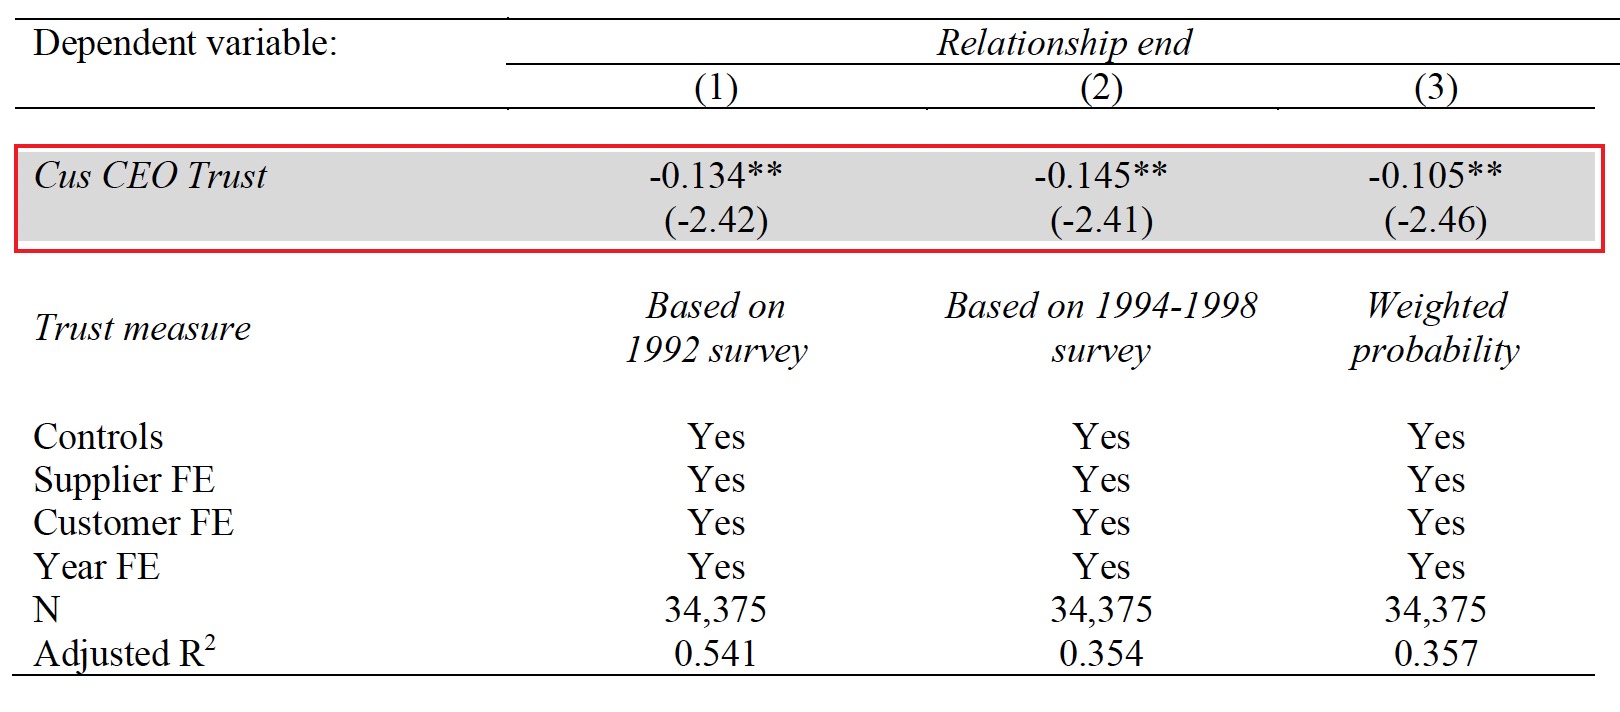 Dependent variable: Relationship end
(1) (2) (3)
Cus CEO Trust -0.134** -0.145** -0.105**
(-2.42) (-2.41) (-2.46)
Based on Based on 1994-1998 Weighted
Trust measure
1992 survey survey probability
Controls Yes Yes Yes
Supplier FE Yes Yes Yes
Customer FE Yes Yes Yes
Year FE Yes Yes Yes
N 34,375 34,375 34,375
Adjusted R² 0.541 0.354 0.357